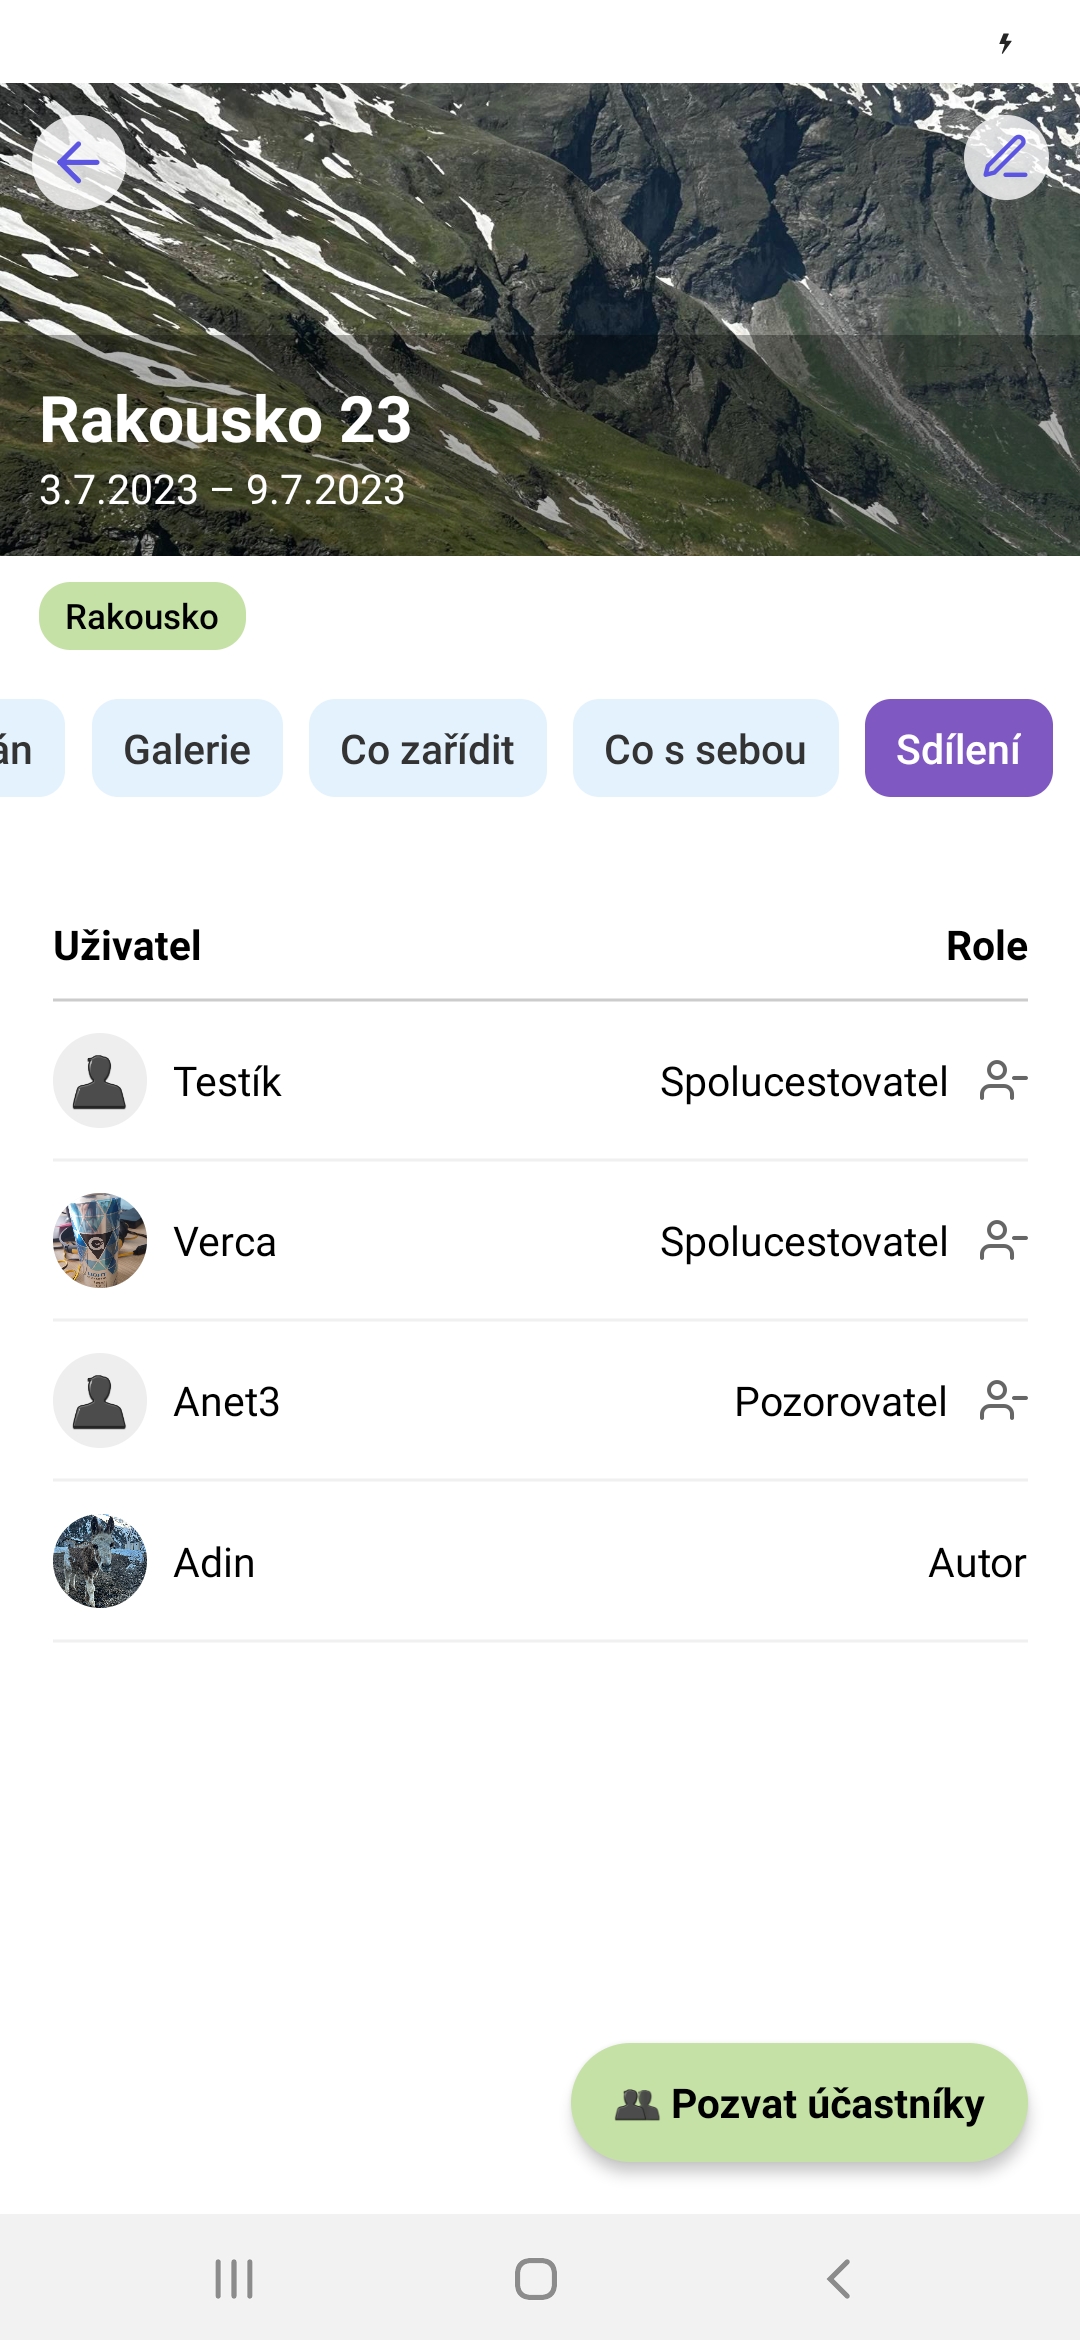 Rakousko 23
3.7.2023 – 9.7.2023
Rakousko
án Galerie Co zařídit Co s sebou Sdílení
Uživatel Role
Testík Spolucestovatel
Verca Spolucestovatel
Anet3 Pozorovatel
Adin Autor
Pozvat účastníky